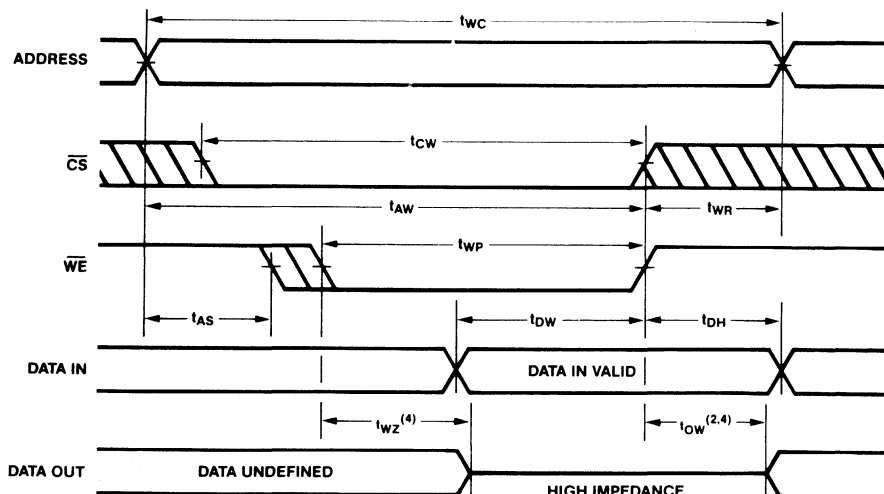 tWC
ADDRESS
tCW
CS
tAW
tWR
tWP
WE
tAS
tDW
tDH
DATA IN
DATA IN VALID
tWZ(4)
tOW(2,4)
DATA OUT
DATA UNDEFINED
HIGH IMPEDANCE